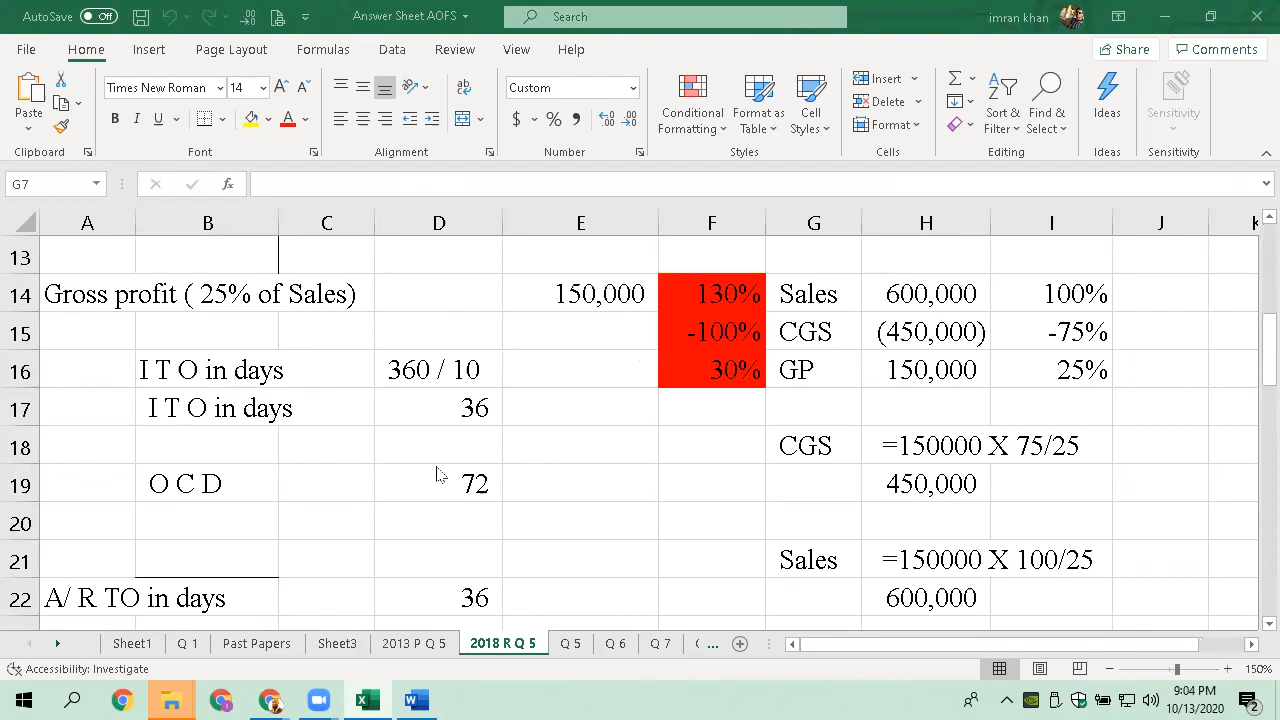 AutoSave Off Answer Sheet AOFS Search imran khan
File Home Insert Page Layout Formulas Data Review View Help Share Comments
Times New Roman 14 Custom Insert
Paste B I U $ % Conditional Formatting Format as Table Cell Styles Delete Sort & Filter Find & Select Ideas Sensitivity
Format
Clipboard Font Alignment Number Styles Cells Editing Ideas Sensitivity
G7 fx
A B C D E F G H I J K
13
14 Gross profit ( 25% of Sales) 150,000 130% Sales 600,000 100%
15 -100% CGS (450,000) -75%
16 I T O in days 360 / 10 30% GP 150,000 25%
17 I T O in days 36
18 CGS =150000 X 75/25
19 O C D 72 450,000
20
21 Sales =150000 X 100/25
22 A/ R TO in days 36 600,000
Sheet1 Q 1 Past Papers Sheet3 2013 P Q 5 2018 R Q 5 Q 5 Q 6 Q 7 ...
Accessibility: Investigate 150%
9:04 PM
10/13/2020 2